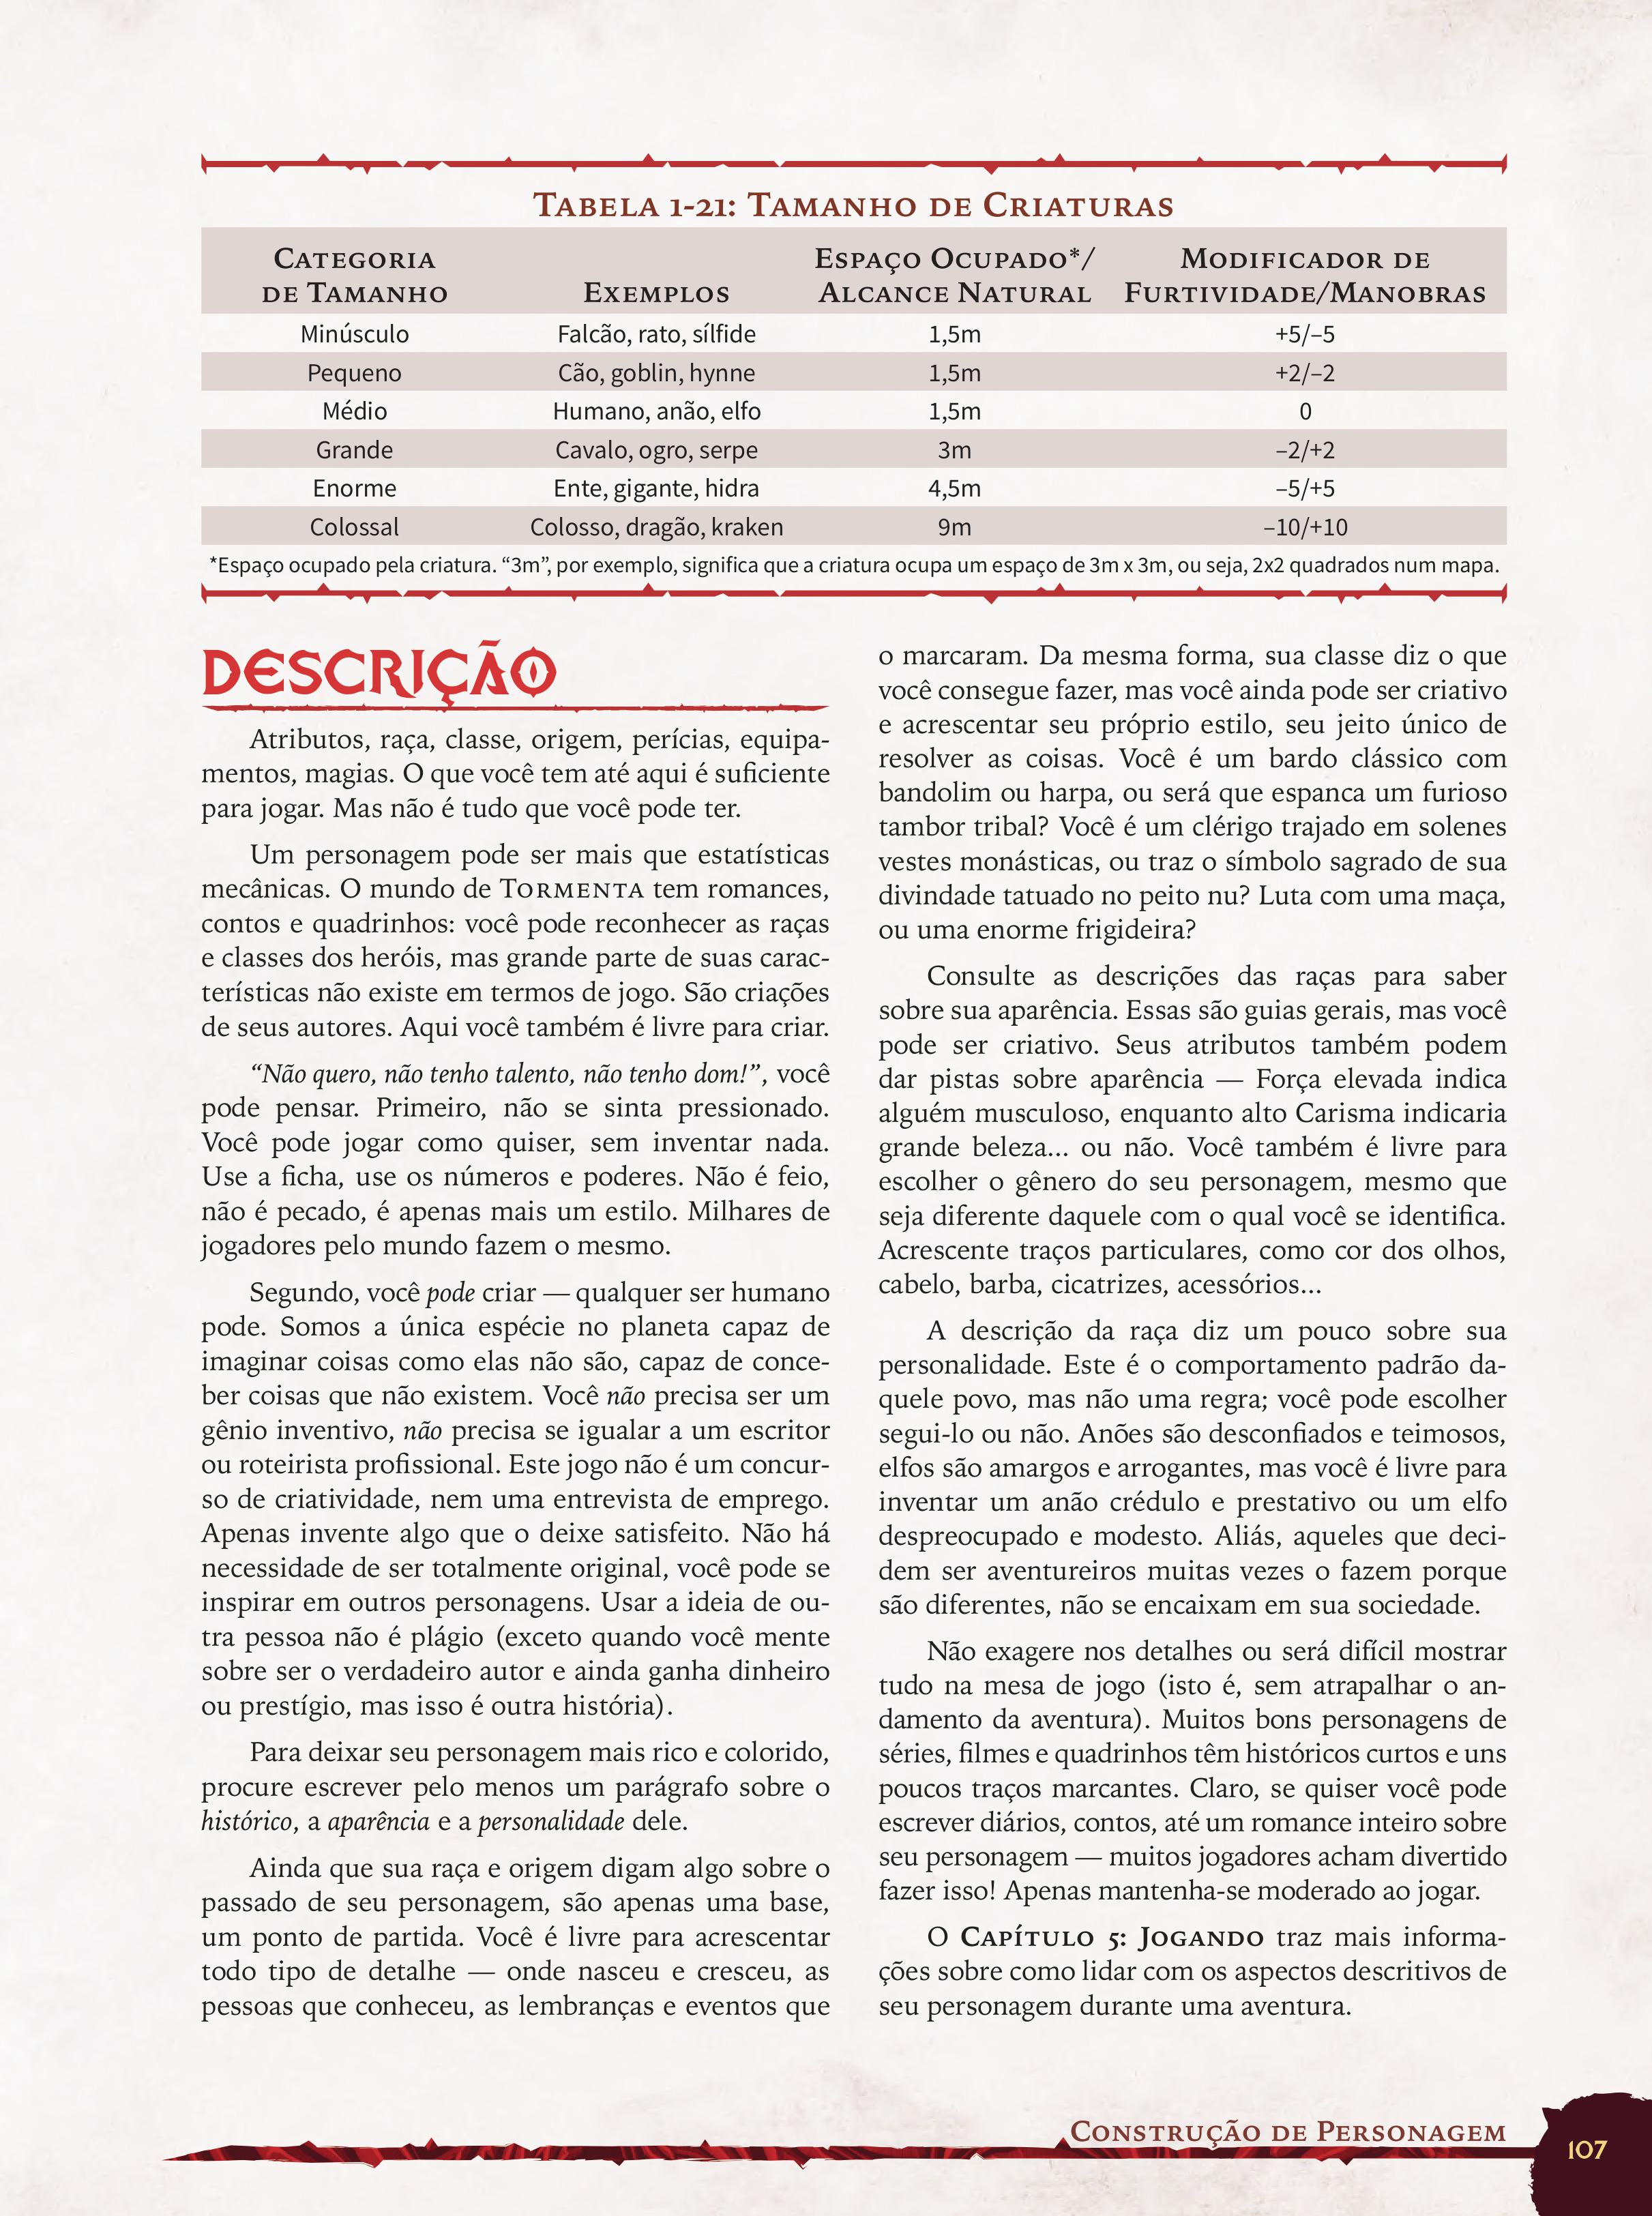 Tabela 1-21: Tamanho de Criaturas
Categoria de Tamanho Exemplos Espaço Ocupado*/Alcance Natural Modificador de Furtividade/Manobras
Minúsculo Falcão, rato, sílfide 1,5m +5/–5
Pequeno Cão, goblin, hynne 1,5m +2/–2
Médio Humano, anão, elfo 1,5m 0
Grande Cavalo, ogro, serpe 3m –2/+2
Enorme Ente, gigante, hidra 4,5m –5/+5
Colossal Colosso, dragão, kraken 9m –10/+10
*Espaço ocupado pela criatura. “3m”, por exemplo, significa que a criatura ocupa um espaço de 3m x 3m, ou seja, 2x2 quadrados num mapa.
DESCRIÇÃO
Atributos, raça, classe, origem, perícias, equipa-
mentos, magias. O que você tem até aqui é suficiente
para jogar. Mas não é tudo que você pode ter.
Um personagem pode ser mais que estatísticas
mecânicas. O mundo de Tormenta tem romances,
contos e quadrinhos: você pode reconhecer as raças
e classes dos heróis, mas grande parte de suas carac-
terísticas não existe em termos de jogo. São criações
de seus autores. Aqui você também é livre para criar.
“Não quero, não tenho talento, não tenho dom!”, você
pode pensar. Primeiro, não se sinta pressionado.
Você pode jogar como quiser, sem inventar nada.
Use a ficha, use os números e poderes. Não é feio,
não é pecado, é apenas mais um estilo. Milhares de
jogadores pelo mundo fazem o mesmo.
Segundo, você pode criar — qualquer ser humano
pode. Somos a única espécie no planeta capaz de
imaginar coisas como elas não são, capaz de conce-
ber coisas que não existem. Você não precisa ser um
gênio inventivo, não precisa se igualar a um escritor
ou roteirista profissional. Este jogo não é um concur-
so de criatividade, nem uma entrevista de emprego.
Apenas invente algo que o deixe satisfeito. Não há
necessidade de ser totalmente original, você pode se
inspirar em outros personagens. Usar a ideia de ou-
tra pessoa não é plágio (exceto quando você mente
sobre ser o verdadeiro autor e ainda ganha dinheiro
ou prestígio, mas isso é outra história).
Para deixar seu personagem mais rico e colorido,
procure escrever pelo menos um parágrafo sobre o
histórico, a aparência e a personalidade dele.
Ainda que sua raça e origem digam algo sobre o
passado de seu personagem, são apenas uma base,
um ponto de partida. Você é livre para acrescentar
todo tipo de detalhe — onde nasceu e cresceu, as
pessoas que conheceu, as lembranças e eventos que
o marcaram. Da mesma forma, sua classe diz o que
você consegue fazer, mas você ainda pode ser criativo
e acrescentar seu próprio estilo, seu jeito único de
resolver as coisas. Você é um bardo clássico com
bandolim ou harpa, ou será que espanca um furioso
tambor tribal? Você é um clérigo trajado em solenes
vestes monásticas, ou traz o símbolo sagrado de sua
divindade tatuado no peito nu? Luta com uma maça,
ou uma enorme frigideira?
Consulte as descrições das raças para saber
sobre sua aparência. Essas são guias gerais, mas você
pode ser criativo. Seus atributos também podem
dar pistas sobre aparência — Força elevada indica
alguém musculoso, enquanto alto Carisma indicaria
grande beleza... ou não. Você também é livre para
escolher o gênero do seu personagem, mesmo que
seja diferente daquele com o qual você se identifica.
Acrescente traços particulares, como cor dos olhos,
cabelo, barba, cicatrizes, acessórios...
A descrição da raça diz um pouco sobre sua
personalidade. Este é o comportamento padrão da-
quele povo, mas não uma regra; você pode escolher
segui-lo ou não. Anões são desconfiados e teimosos,
elfos são amargos e arrogantes, mas você é livre para
inventar um anão crédulo e prestativo ou um elfo
despreocupado e modesto. Aliás, aqueles que deci-
dem ser aventureiros muitas vezes o fazem porque
são diferentes, não se encaixam em sua sociedade.
Não exagere nos detalhes ou será difícil mostrar
tudo na mesa de jogo (isto é, sem atrapalhar o an-
damento da aventura). Muitos bons personagens de
séries, filmes e quadrinhos têm históricos curtos e uns
poucos traços marcantes. Claro, se quiser você pode
escrever diários, contos, até um romance inteiro sobre
seu personagem — muitos jogadores acham divertido
fazer isso! Apenas mantenha-se moderado ao jogar.
O Capítulo 5: Jogando traz mais informa-
ções sobre como lidar com os aspectos descritivos de
seu personagem durante uma aventura.
Construção de Personagem
107